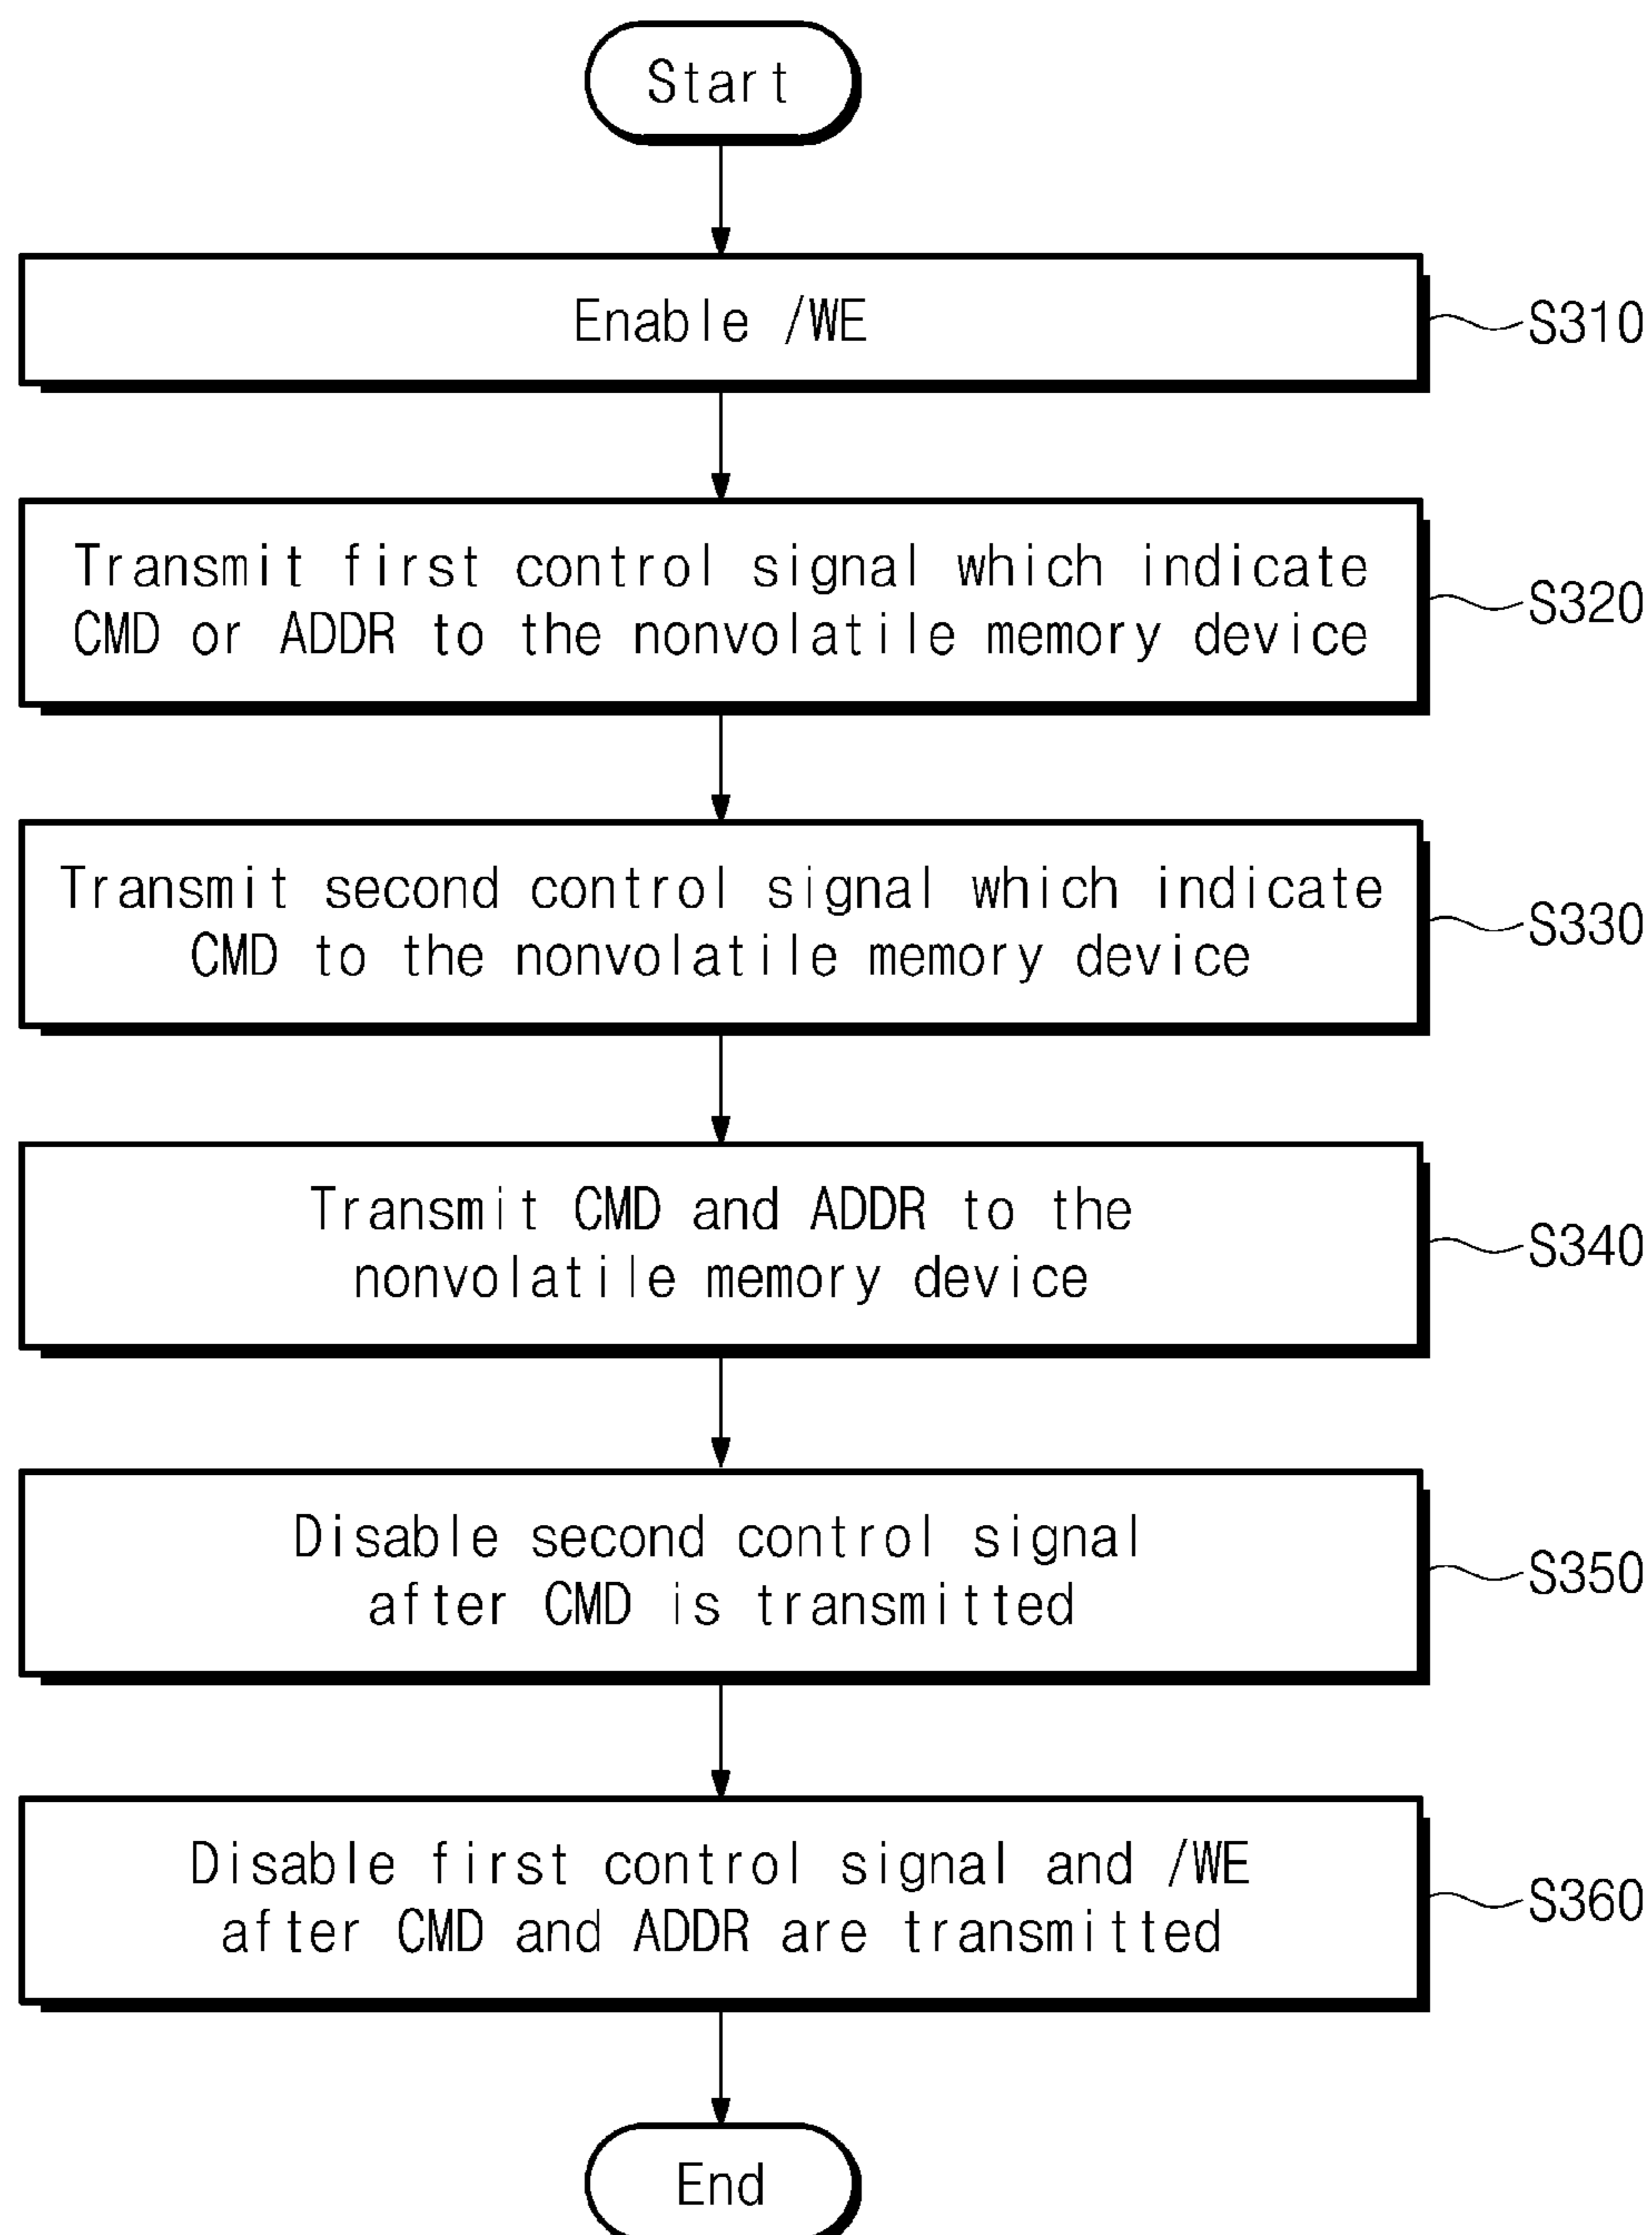 Start
Enable /WE
S310
Transmit first control signal which indicate
CMD or ADDR to the nonvolatile memory device
S320
Transmit second control signal which indicate
CMD to the nonvolatile memory device
S330
Transmit CMD and ADDR to the
nonvolatile memory device
S340
Disable second control signal
after CMD is transmitted
S350
Disable first control signal and /WE
after CMD and ADDR are transmitted
S360
End